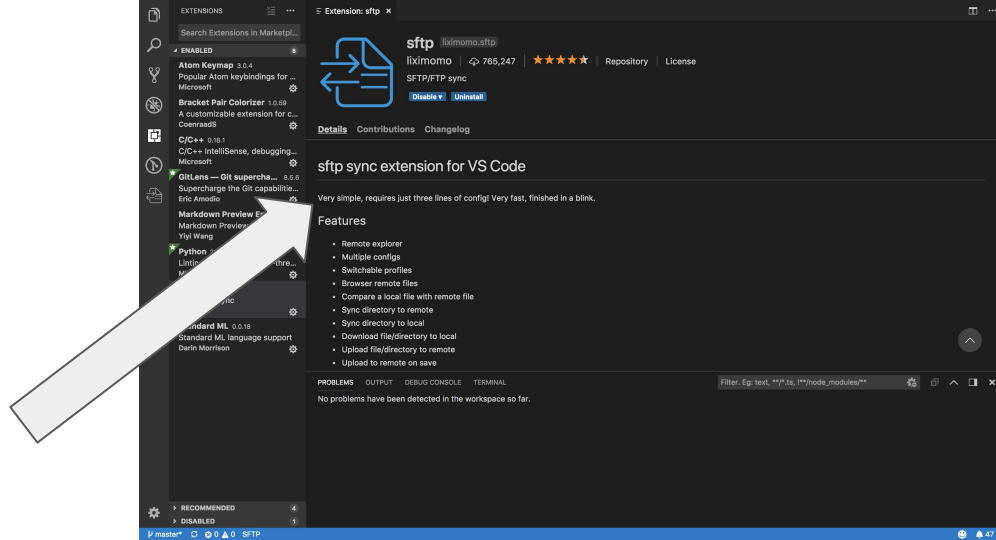 EXTENSIONS
Search Extensions in Marketpl...
ENABLED 8
Atom Keymap 3.0.4
Popular Atom keybindings for ...
Microsoft
Bracket Pair Colorizer 1.0.59
A customizable extension for c...
CoenraadS
C/C++ 0.18.1
C/C++ IntelliSense, debugging...
Microsoft
GitLens — Git supercha... 8.5.6
Supercharge the Git capabilitie...
Eric Amodio
Markdown Preview
Markdown Preview
Yiyi Wang
Python
Standard ML language support
Darin Morrison
0.0.18
RECOMMENDED 4
DISABLED 1
Extension: sftp
sftp liximomo.sftp
liximomo 765,247 Repository License
SFTP/FTP sync
Disable Uninstall
Details Contributions Changelog
sftp sync extension for VS Code
Very simple, requires just three lines of config! Very fast, finished in a blink.
Features
• Remote explorer
• Multiple configs
• Switchable profiles
• Browser remote files
• Compare a local file with remote file
• Sync directory to remote
• Sync directory to local
• Download file/directory to local
• Upload file/directory to remote
• Upload to remote on save
PROBLEMS OUTPUT DEBUG CONSOLE TERMINAL
Filter. Eg: text, **/*.ts, !**/node_modules/**
No problems have been detected in the workspace so far.
master* 0 0 SFTP 47